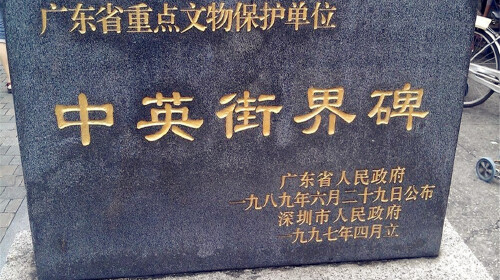 广东省重点文物保护单位
中英街界碑
广东省人民政府
一九八九年六月二十九日公布
深圳市人民政府
一九九七年四月立